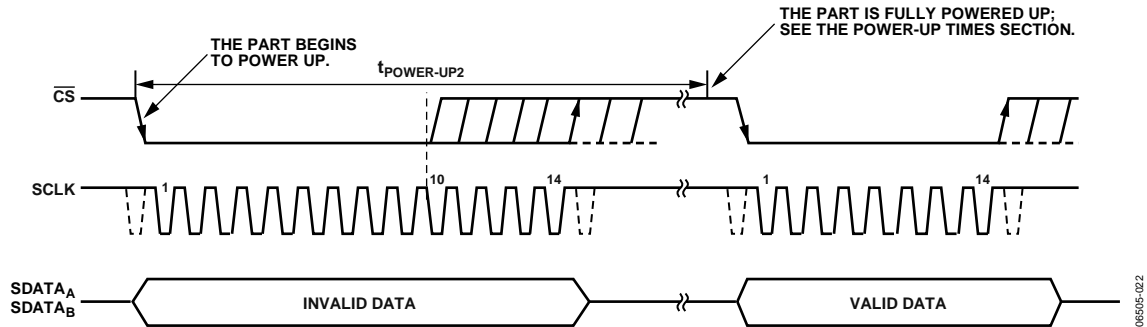 THE PART IS FULLY POWERED UP;
SEE THE POWER-UP TIMES SECTION.
THE PART BEGINS
TO POWER UP.
tPOWER-UP2
CS
SCLK
1
10
14
1
14
SDATAA
SDATAB
INVALID DATA
VALID DATA
06505-022